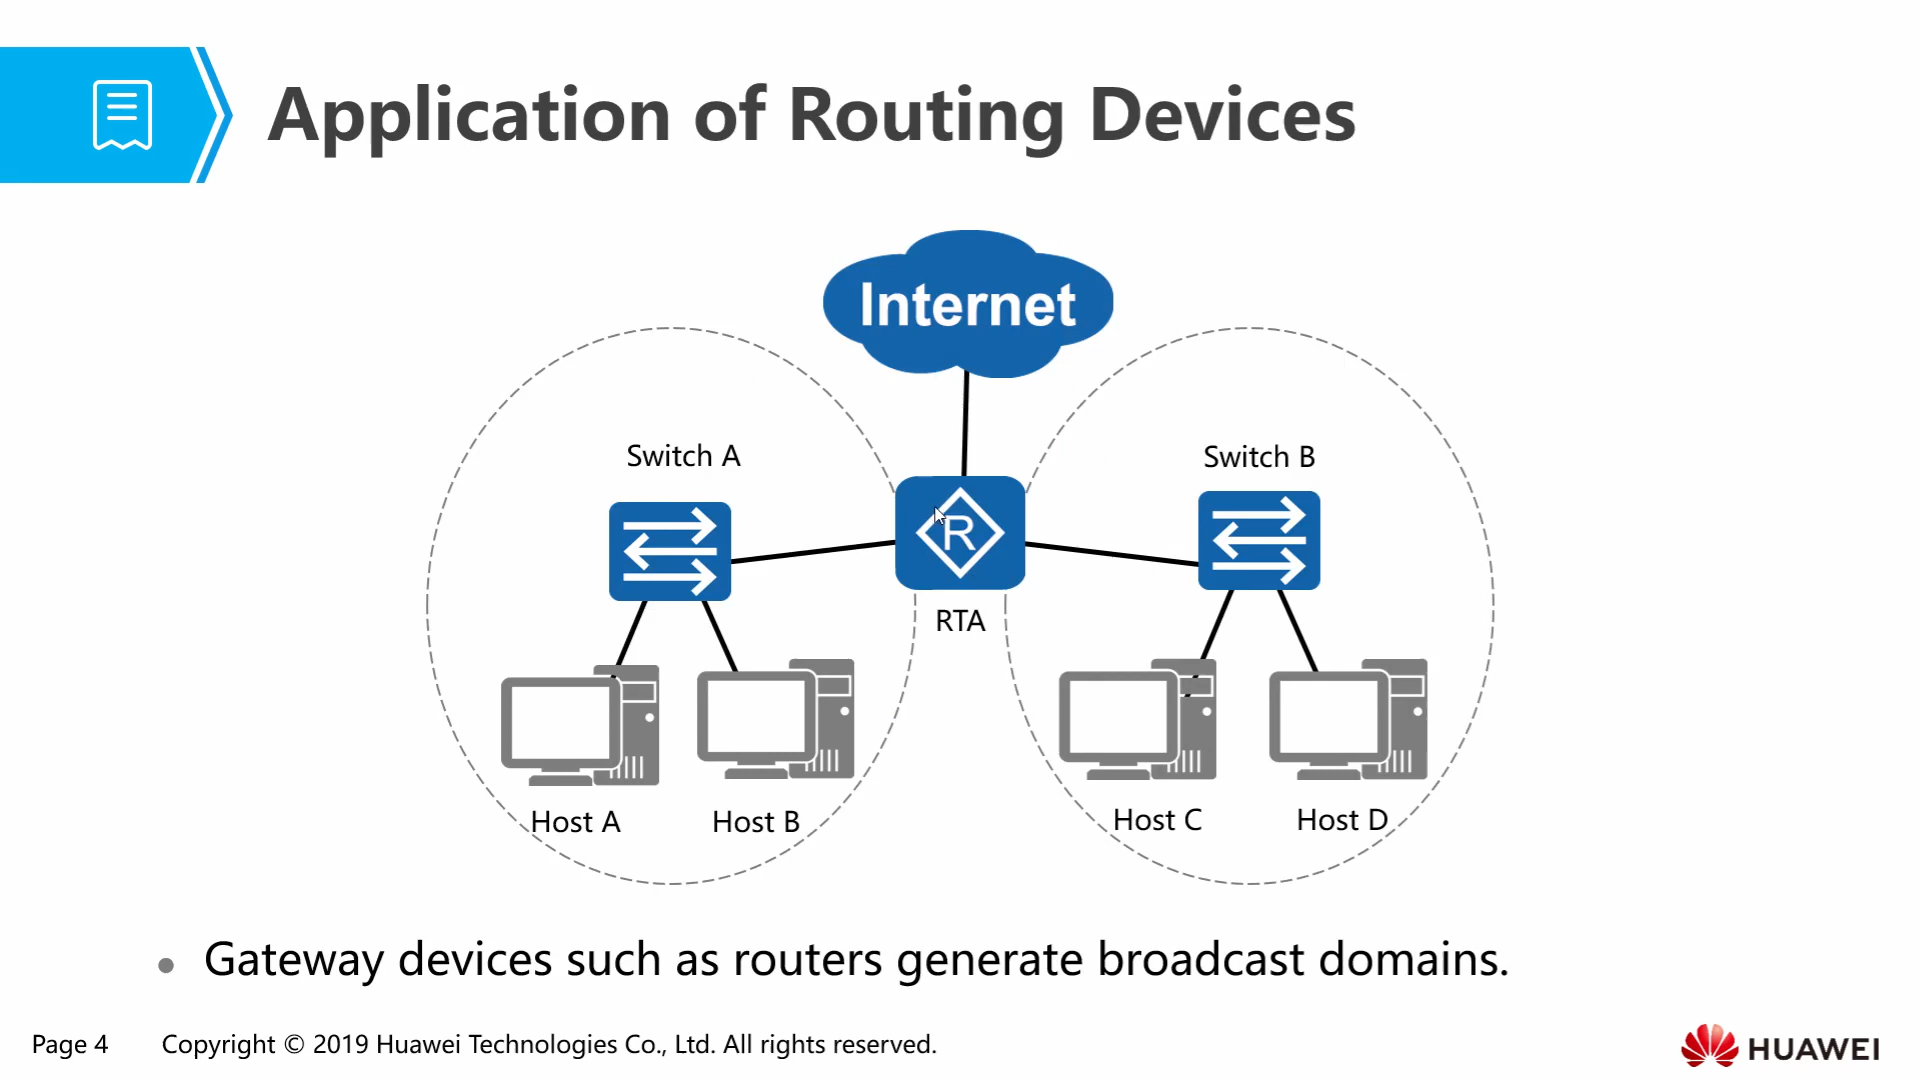 Application of Routing Devices
Internet
Switch A
Switch B
R
RTA
Host A
Host B
Host C
Host D
Gateway devices such as routers generate broadcast domains.
Page 4
Copyright © 2019 Huawei Technologies Co., Ltd. All rights reserved.
HUAWEI